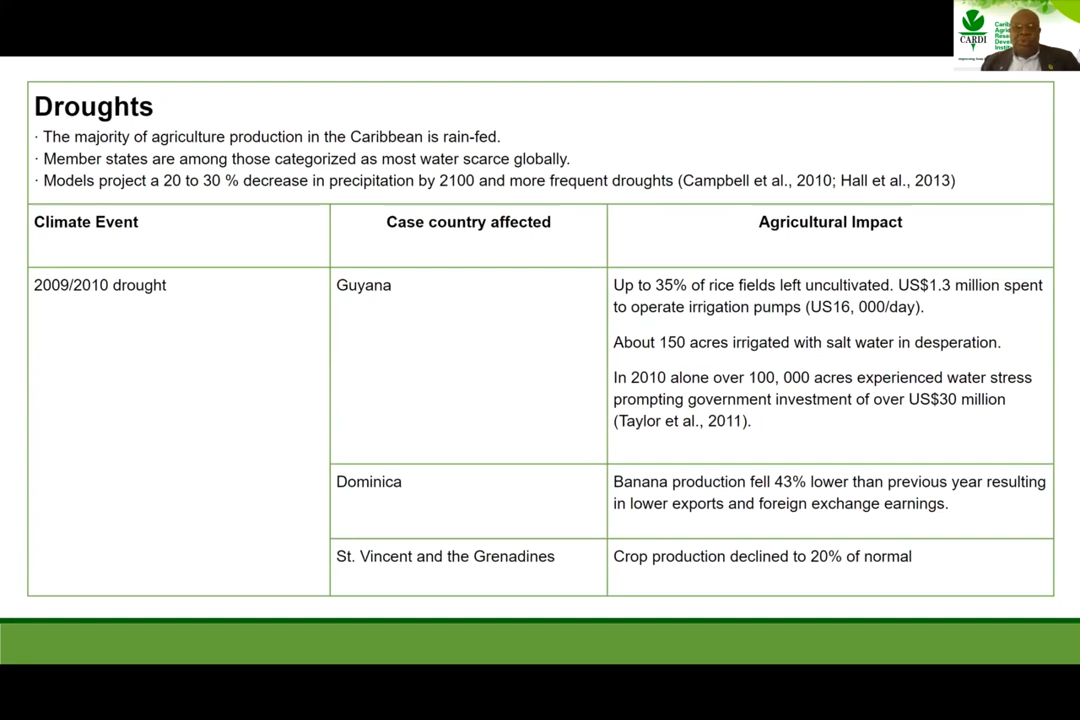 CARDI
Droughts
· The majority of agriculture production in the Caribbean is rain-fed.
· Member states are among those categorized as most water scarce globally.
· Models project a 20 to 30 % decrease in precipitation by 2100 and more frequent droughts (Campbell et al., 2010; Hall et al., 2013)
Climate Event
Case country affected
Agricultural Impact
2009/2010 drought
Guyana
Up to 35% of rice fields left uncultivated. US$1.3 million spent
to operate irrigation pumps (US16, 000/day).
About 150 acres irrigated with salt water in desperation.
In 2010 alone over 100, 000 acres experienced water stress
prompting government investment of over US$30 million
(Taylor et al., 2011).
Dominica
Banana production fell 43% lower than previous year resulting
in lower exports and foreign exchange earnings.
St. Vincent and the Grenadines
Crop production declined to 20% of normal